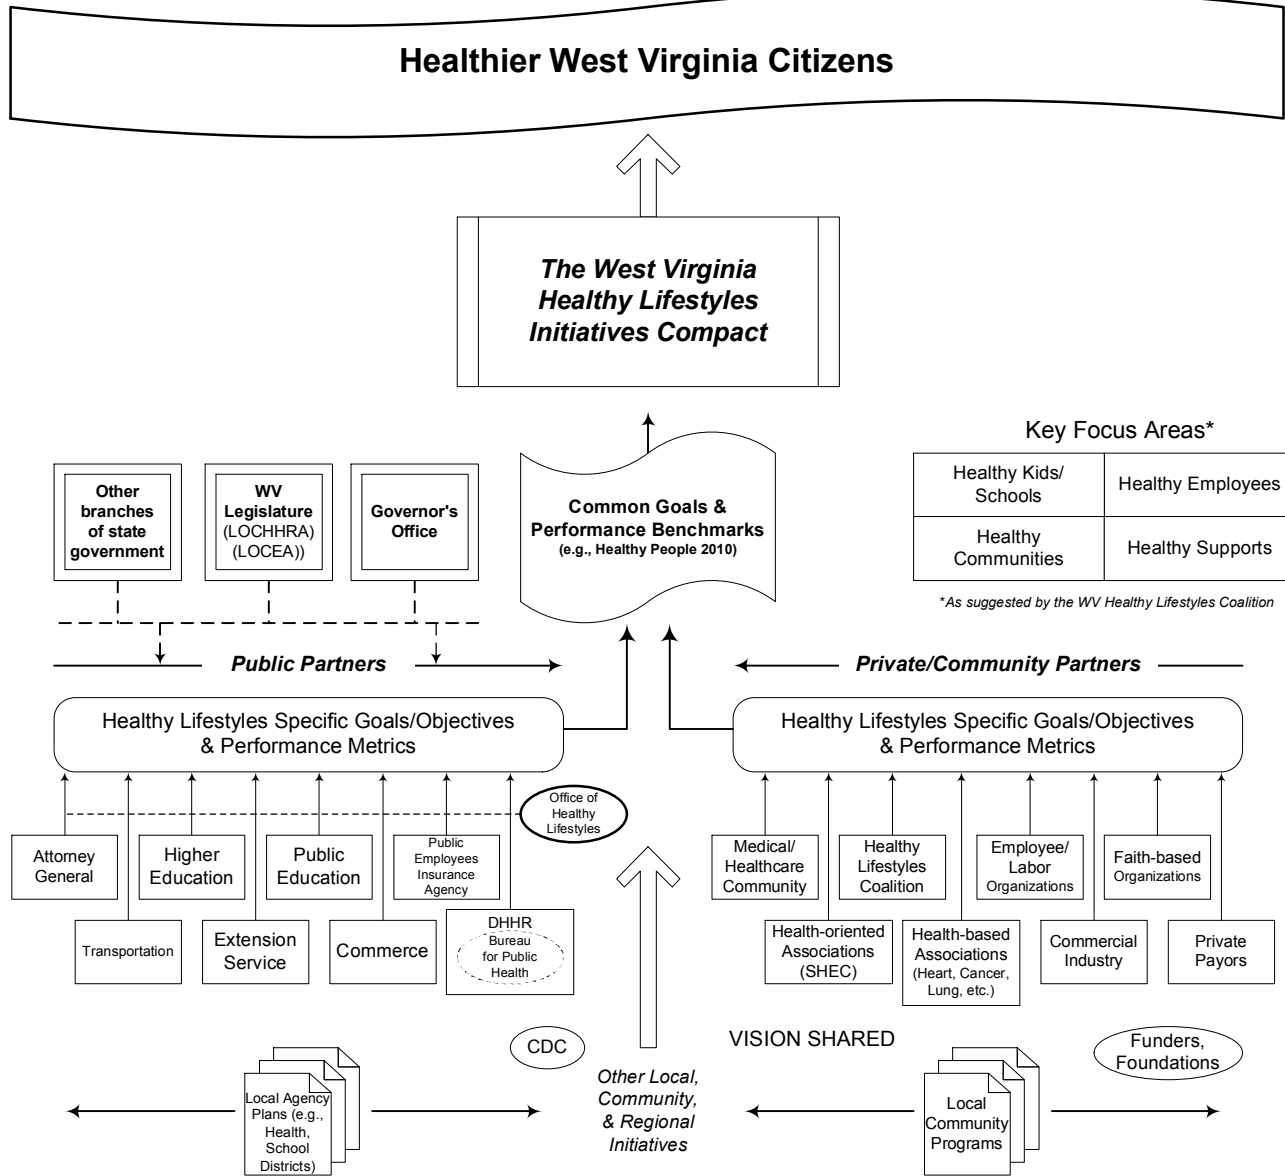 Healthier West Virginia Citizens
The West Virginia
Healthy Lifestyles
Initiatives Compact
Key Focus Areas*
Healthy Kids/
Schools
Healthy Employees
Healthy
Communities
Healthy Supports
*As suggested by the WV Healthy Lifestyles Coalition
Other
branches
of state
government
WV
Legislature
(LOCHHRA)
(LOCEA))
Governor's
Office
Common Goals &
Performance Benchmarks
(e.g., Healthy People 2010)
Public Partners
Private/Community Partners
Healthy Lifestyles Specific Goals/Objectives
& Performance Metrics
Healthy Lifestyles Specific Goals/Objectives
& Performance Metrics
Office of
Healthy
Lifestyles
Attorney
General
Higher
Education
Public
Education
Public
Employees
Insurance
Agency
Transportation
Extension
Service
Commerce
DHHR
Bureau
for Public
Health
Medical/
Healthcare
Community
Healthy
Lifestyles
Coalition
Employee/
Labor
Organizations
Faith-based
Organizations
Health-oriented
Associations
(SHEC)
Health-based
Associations
(Heart, Cancer,
Lung, etc.)
Commercial
Industry
Private
Payors
CDC
VISION SHARED
Funders,
Foundations
Local Agency
Plans (e.g.,
Health,
School
Districts)
Other Local,
Community,
& Regional
Initiatives
Local
Community
Programs